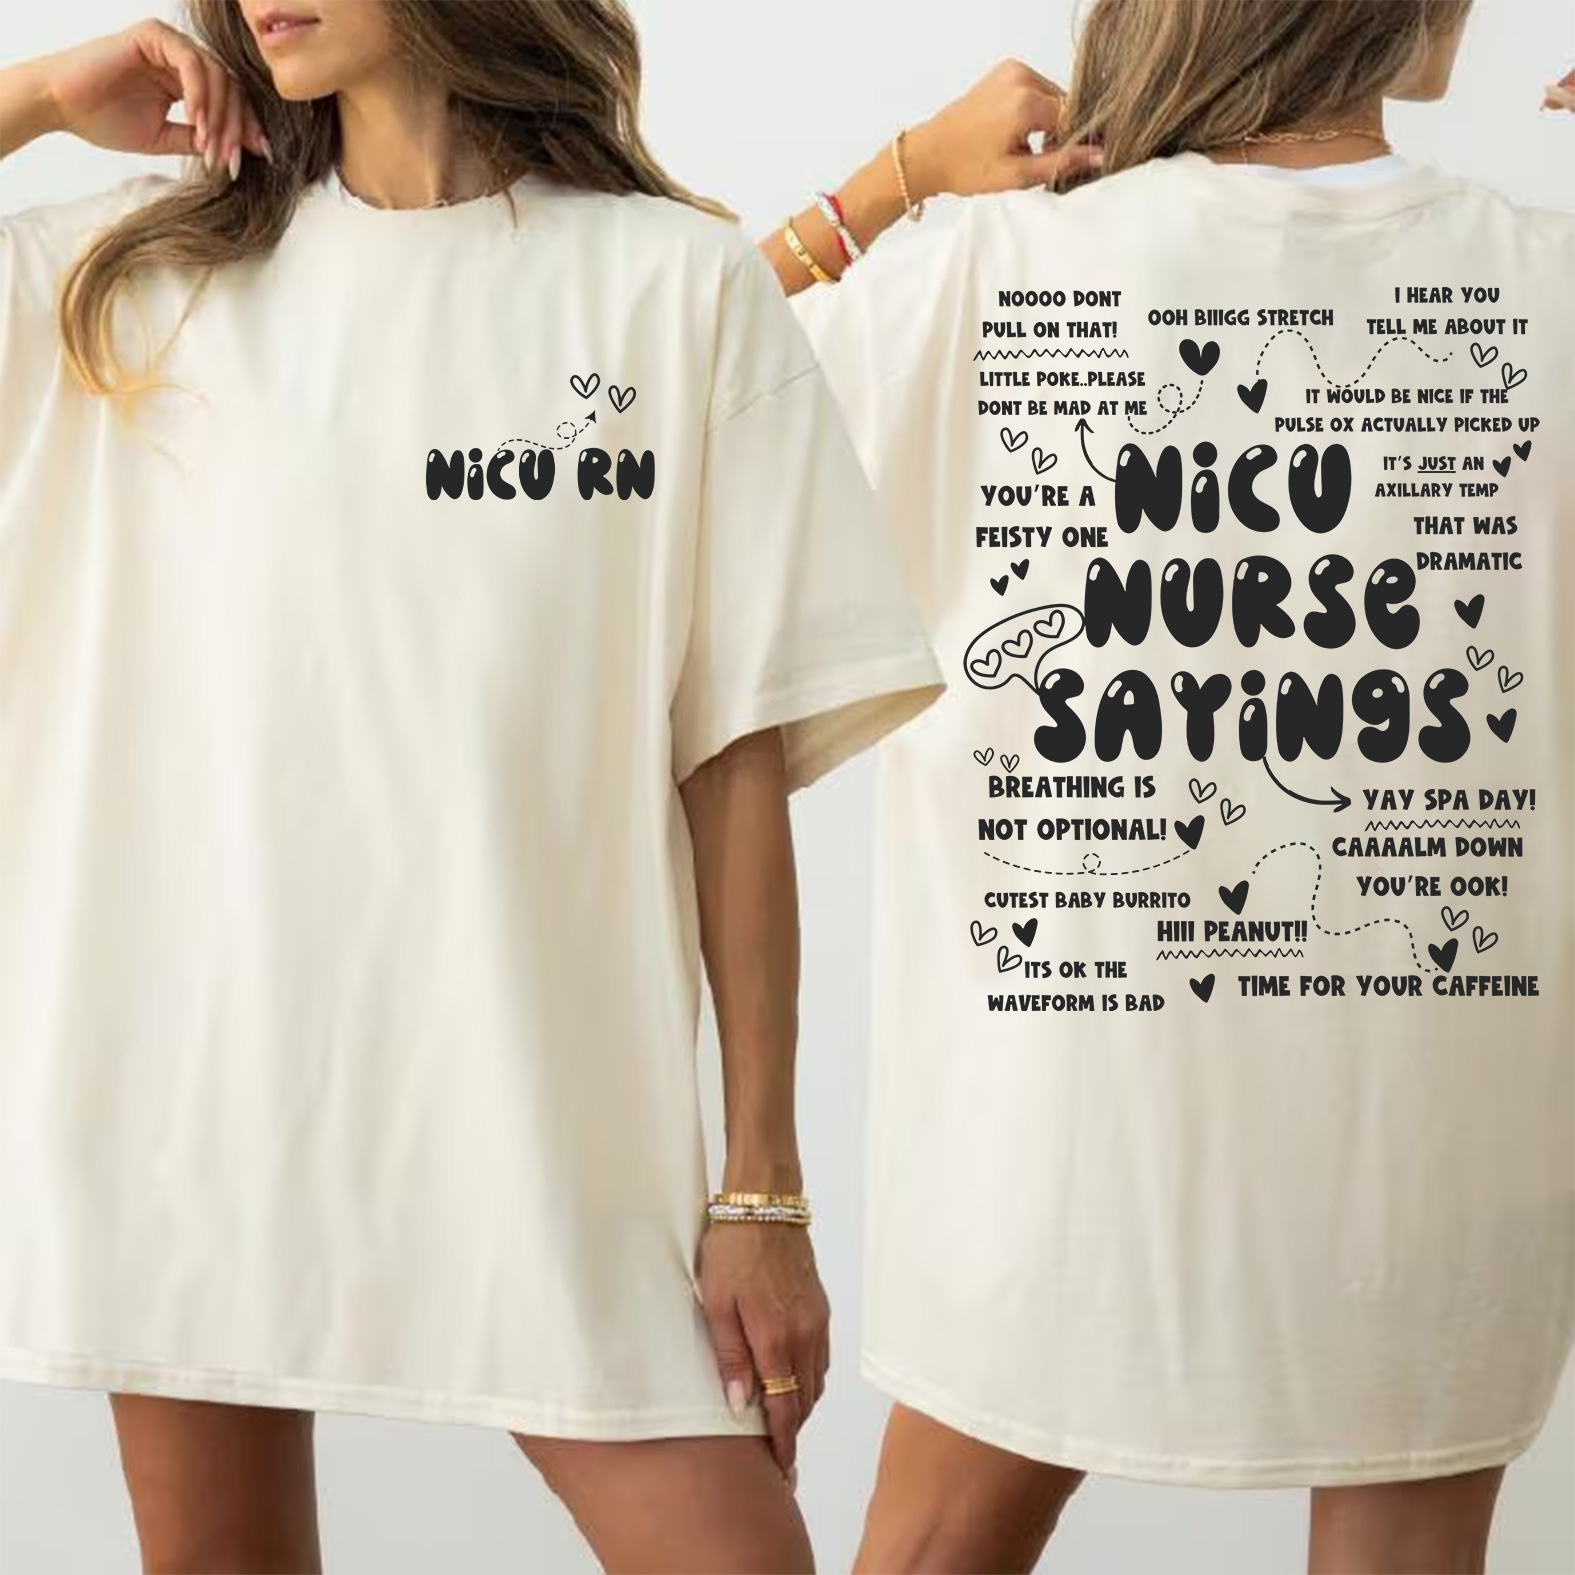 NiCU RN
NOOOO DONT
PULL ON THAT!
OOH BIIIGG STRETCH
I HEAR YOU
TELL ME ABOUT IT
LITTLE POKE..PLEASE
DONT BE MAD AT ME
IT WOULD BE NICE IF THE
PULSE OX ACTUALLY PICKED UP
IT'S JUST AN
AXILLARY TEMP
YOU'RE A
FEISTY ONE
THAT WAS
DRAMATIC
NiCU
NURSe
SAYiNgS
BREATHING IS
NOT OPTIONAL!
YAY SPA DAY!
CAAAALM DOWN
YOU'RE OOK!
CUTEST BABY BURRITO
HIII PEANUT!!
ITS OK THE
WAVEFORM IS BAD
TIME FOR YOUR CAFFEINE